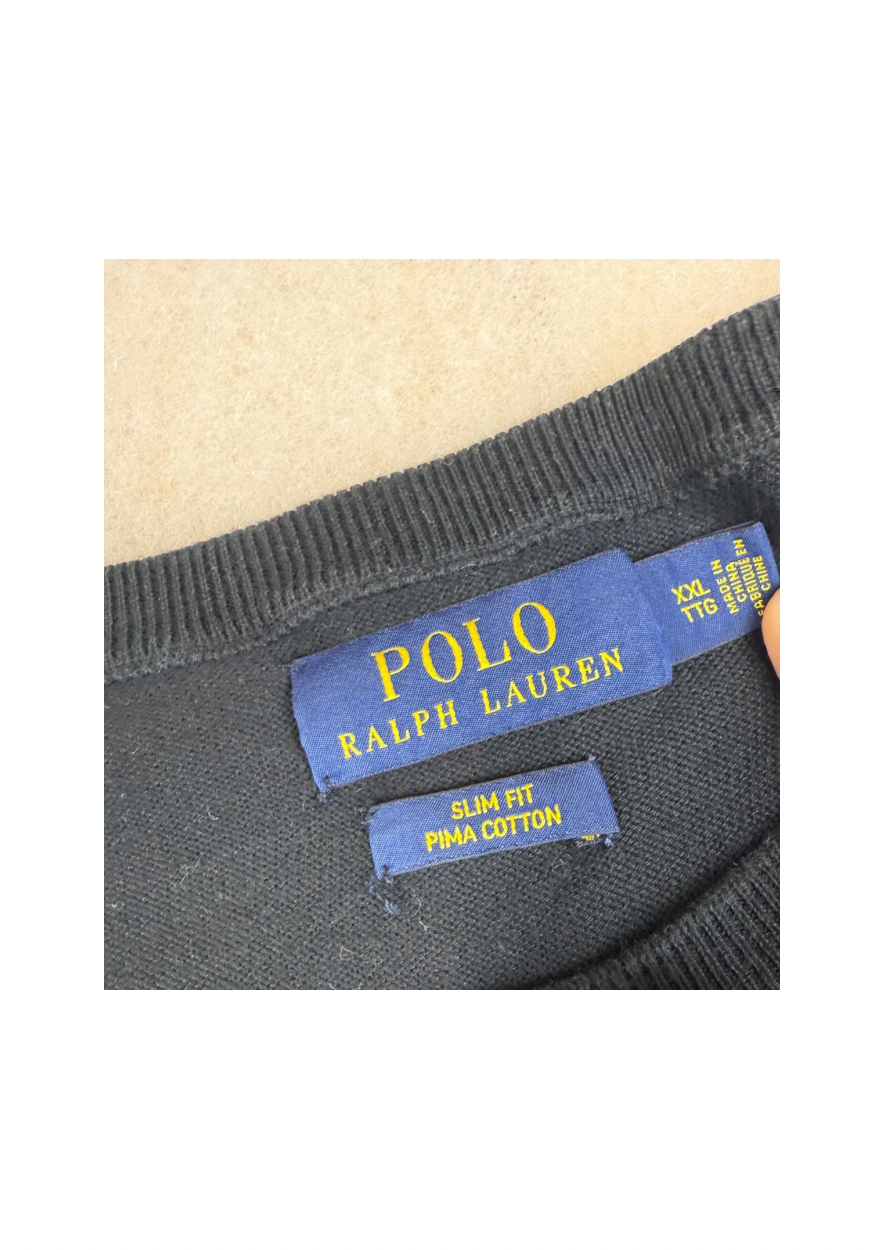 POLO
RALPH LAUREN
XXL
TTG
MADE IN
CHINA
FABRIQUÉ EN
CHINE
SLIM FIT
PIMA COTTON